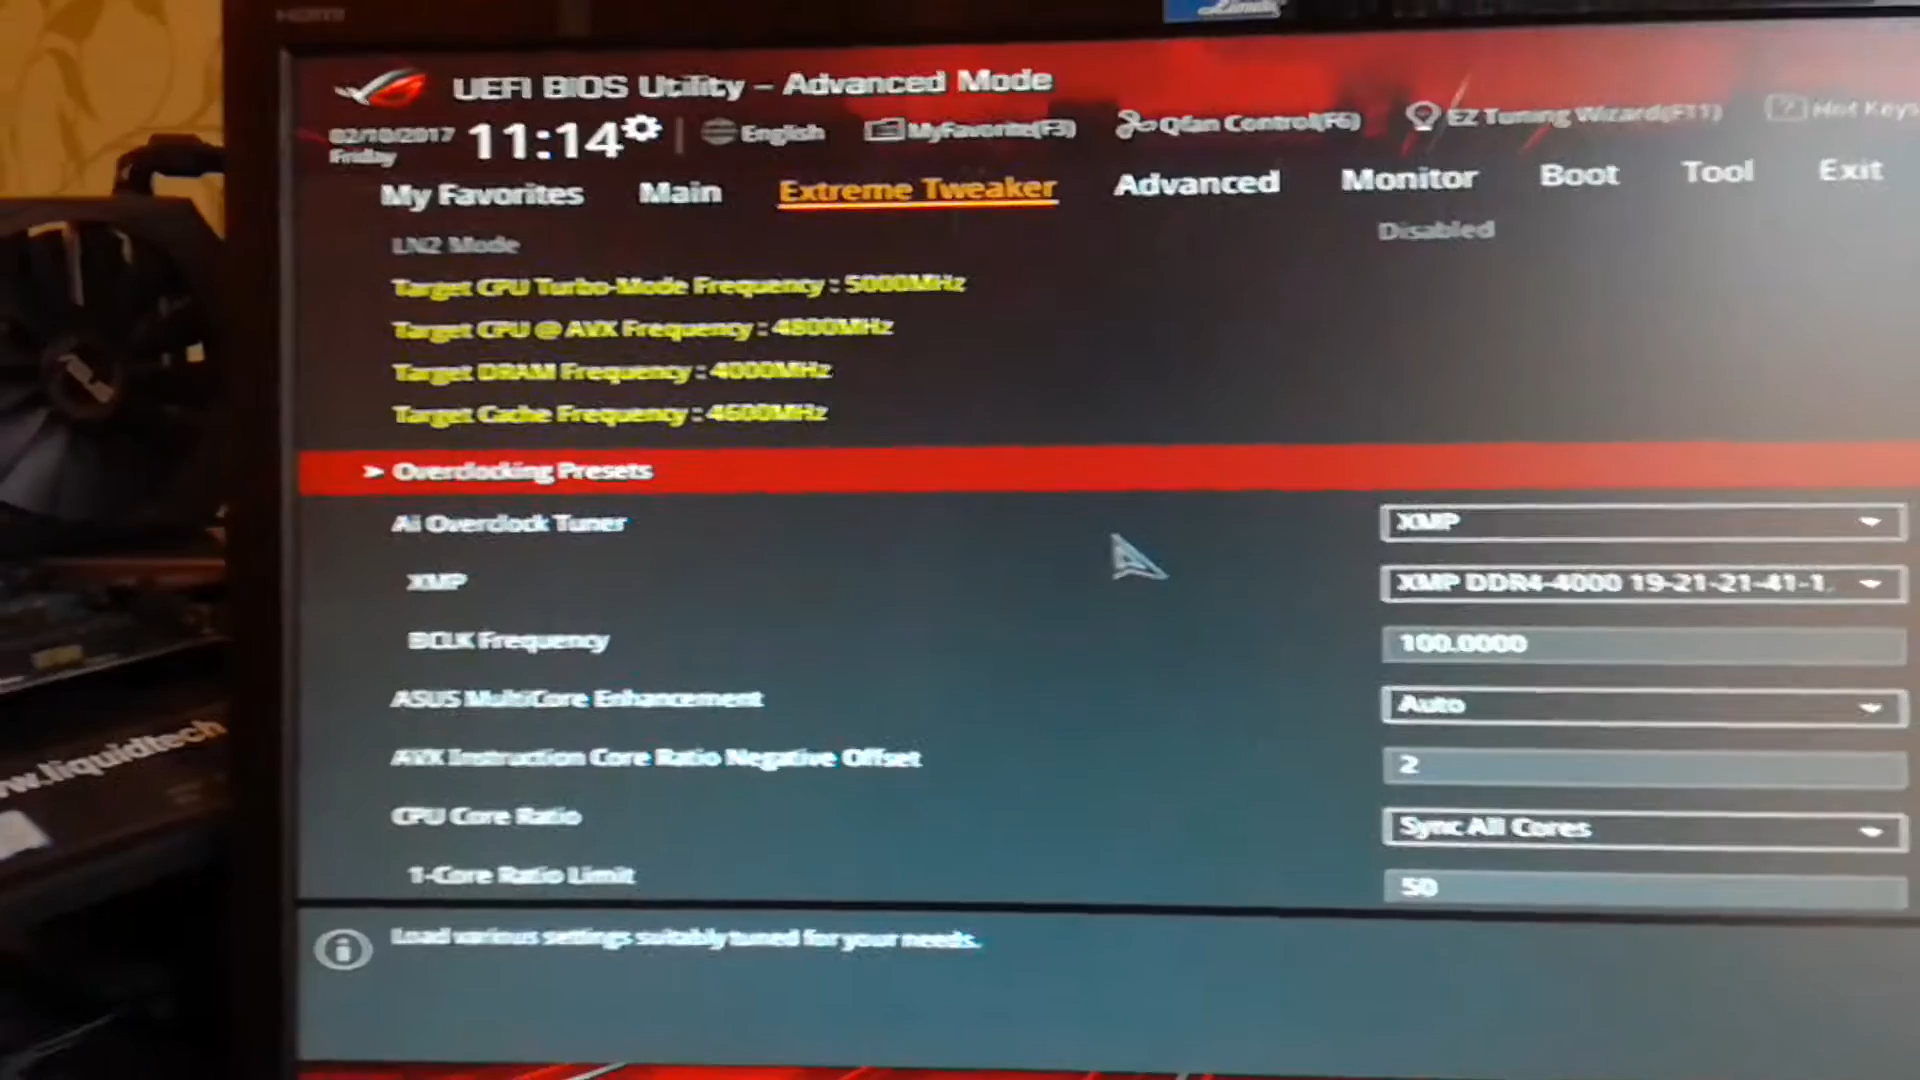 HDMI
UEFI BIOS Utility – Advanced Mode
02/10/2017
Friday
11:14
English
MyFavorite(F3)
Qfan Control(F6)
EZ Tuning Wizard(F11)
Hot Keys
My Favorites
Main
Extreme Tweaker
Advanced
Monitor
Boot
Tool
Exit
LN2 Mode
Disabled
Target CPU Turbo-Mode Frequency : 5000MHz
Target CPU @ AVX Frequency : 4800MHz
Target DRAM Frequency : 4000MHz
Target Cache Frequency : 4600MHz
> Overclocking Presets
Ai Overclock Tuner
XMP
XMP
XMP DDR4-4000 19-21-21-41-1.
BCLK Frequency
100.0000
ASUS MultiCore Enhancement
Auto
AVX Instruction Core Ratio Negative Offset
2
CPU Core Ratio
Sync All Cores
1-Core Ratio Limit
50
Load various settings suitably tuned for your needs.
w.liquidtech